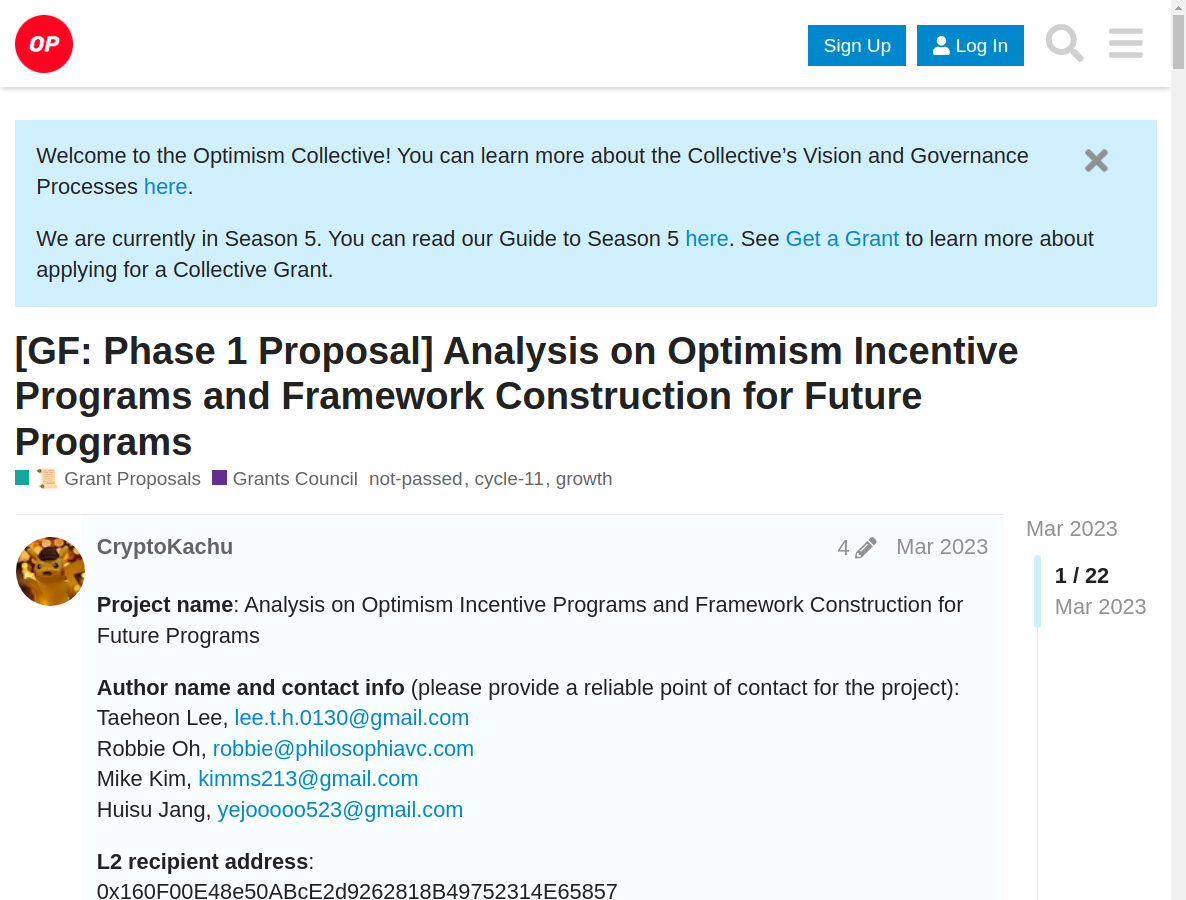 OP
Sign Up
Log In
Welcome to the Optimism Collective! You can learn more about the Collective’s Vision and Governance
Processes here.
We are currently in Season 5. You can read our Guide to Season 5 here. See Get a Grant to learn more about
applying for a Collective Grant.
[GF: Phase 1 Proposal] Analysis on Optimism Incentive
Programs and Framework Construction for Future
Programs
Grant Proposals Grants Council not-passed, cycle-11, growth
CryptoKachu
4 Mar 2023
Mar 2023
1 / 22
Mar 2023
Project name: Analysis on Optimism Incentive Programs and Framework Construction for
Future Programs
Author name and contact info (please provide a reliable point of contact for the project):
Taeheon Lee, lee.t.h.0130@gmail.com
Robbie Oh, robbie@philosophiavc.com
Mike Kim, kimms213@gmail.com
Huisu Jang, yejooooo523@gmail.com
L2 recipient address:
0x160F00E48e50ABcE2d9262818B49752314E65857